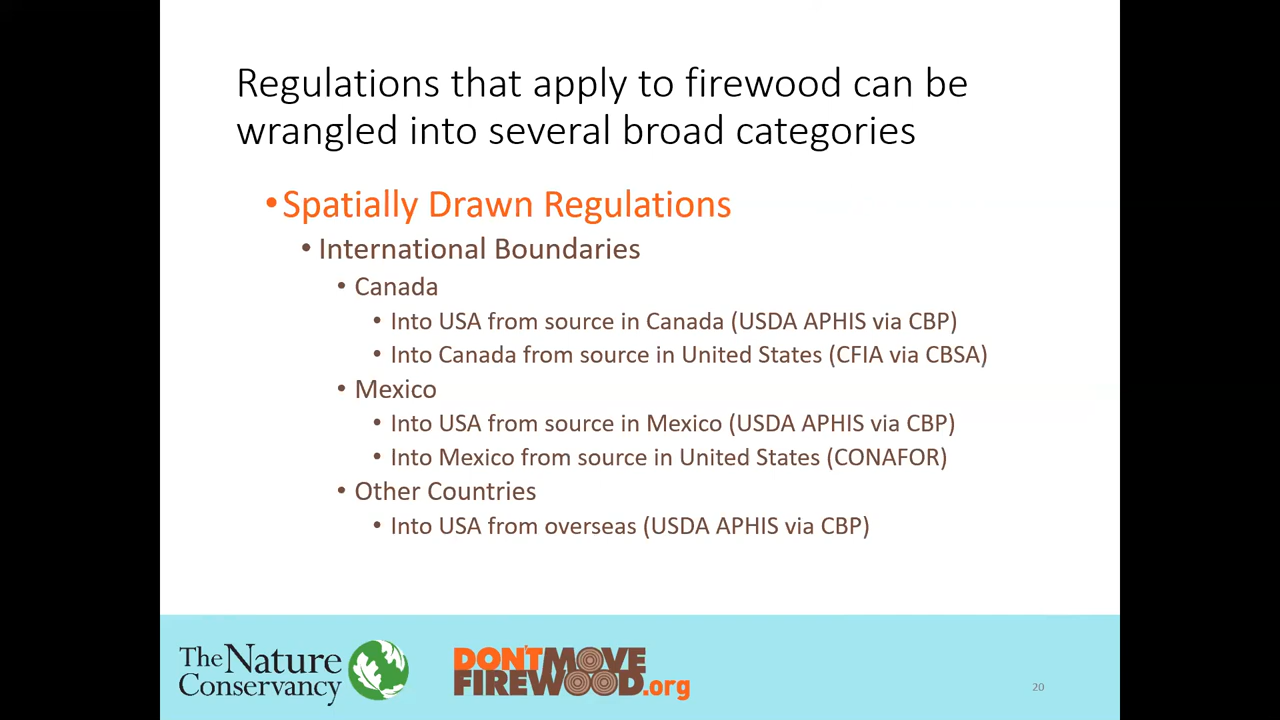 Regulations that apply to firewood can be
wrangled into several broad categories
•Spatially Drawn Regulations
• International Boundaries
• Canada
• Into USA from source in Canada (USDA APHIS via CBP)
• Into Canada from source in United States (CFIA via CBSA)
• Mexico
• Into USA from source in Mexico (USDA APHIS via CBP)
• Into Mexico from source in United States (CONAFOR)
• Other Countries
• Into USA from overseas (USDA APHIS via CBP)
The Nature
Conservancy
DON'T MOVE
FIREWOOD.org
20